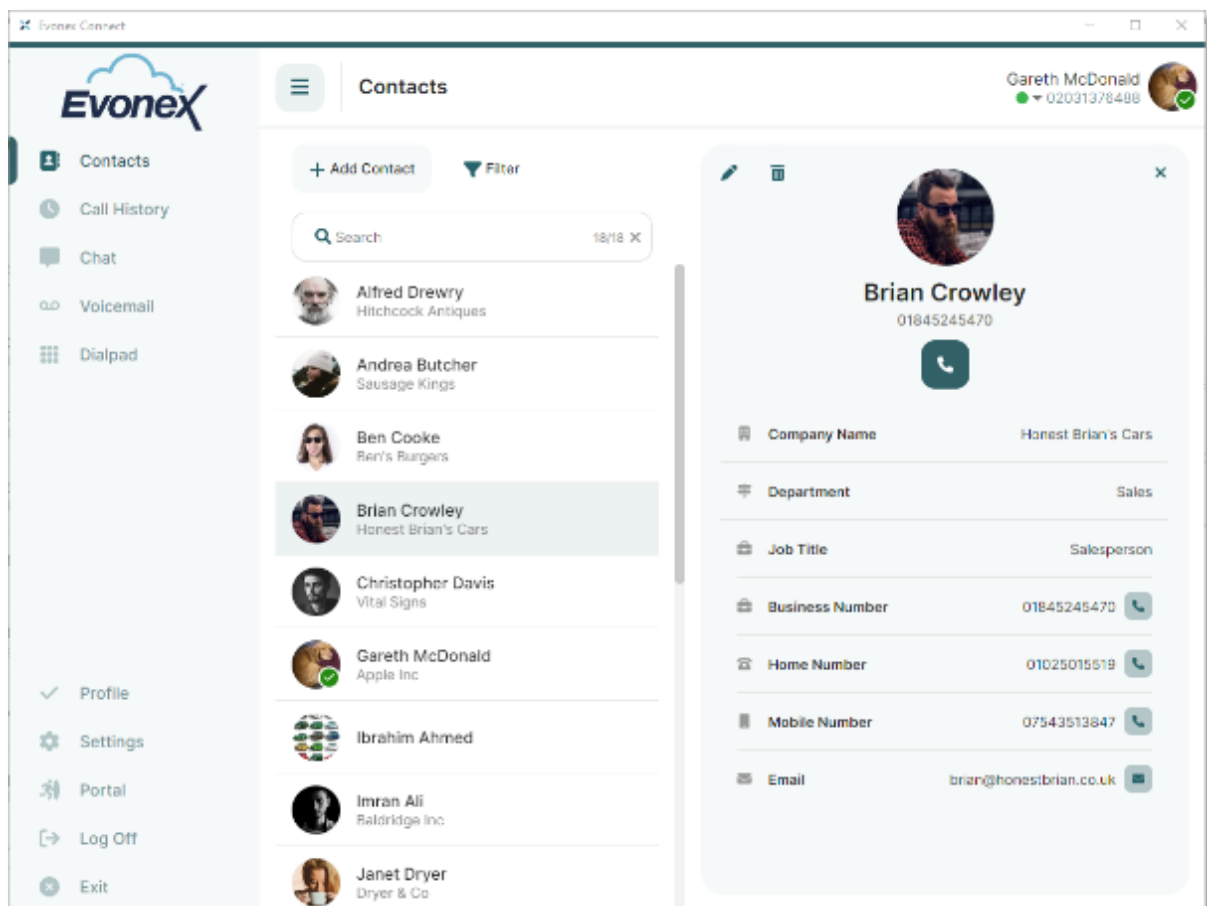 Evonex Connect
Evonex
Contacts
Gareth McDonald
02031376488
Contacts
Call History
Chat
Voicemail
Dialpad
Profile
Settings
Portal
Log Off
Exit
+ Add Contact
Filter
Search
18/18
Alfred Drewry
Hitchcock Antiques
Andrea Butcher
Sausage Kings
Ben Cooke
Ben's Burgers
Brian Crowley
Honest Brian's Cars
Christopher Davis
Vital Signs
Gareth McDonald
Apple Inc
Ibrahim Ahmed
Imran Ali
Baldridge Inc
Janet Dryer
Dryer & Co
Brian Crowley
01845245470
Company Name Honest Brian's Cars
Department Sales
Job Title Salesperson
Business Number 01845245470
Home Number 01025015519
Mobile Number 07543513847
Email brian@honestbrian.co.uk